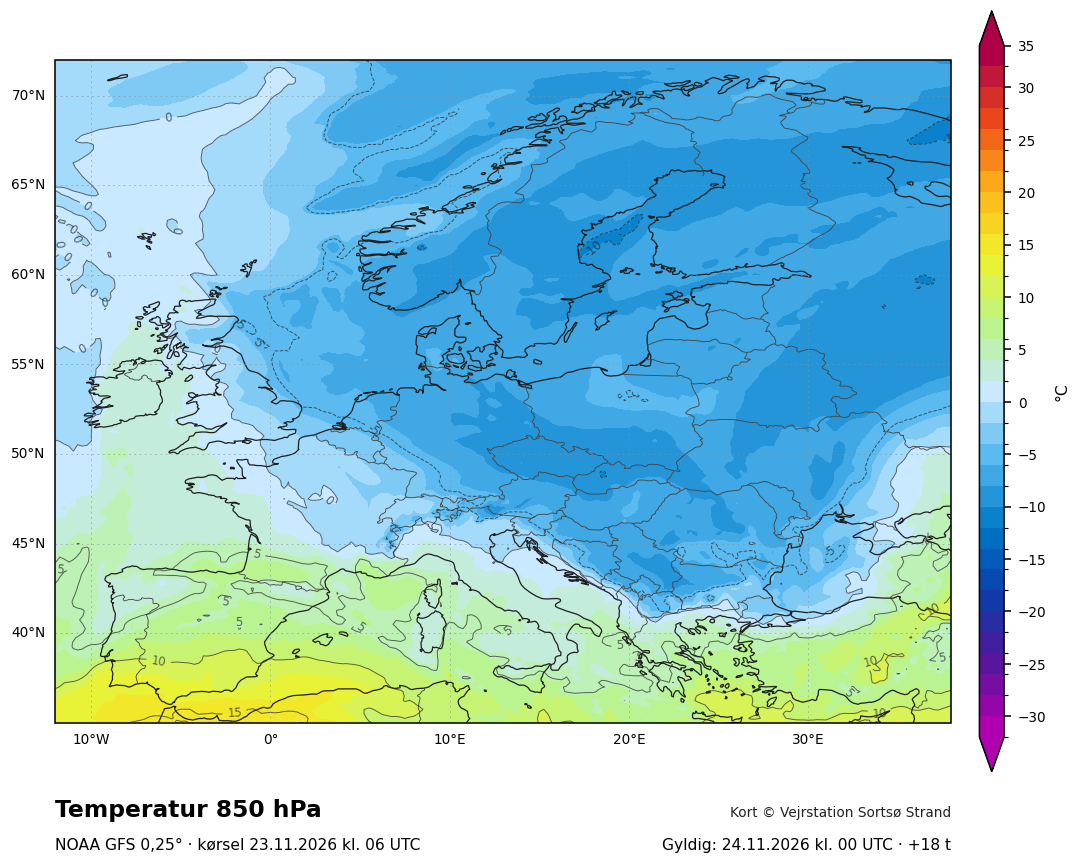 70°N
65°N
60°N
55°N
50°N
45°N
40°N
10°W 0° 10°E 20°E 30°E
35
30
25
20
15
10
5
0
−5
−10
−15
−20
−25
−30
°C
Temperatur 850 hPa
Kort © Vejrstation Sortsø Strand
NOAA GFS 0,25° · kørsel 23.11.2026 kl. 06 UTC
Gyldig: 24.11.2026 kl. 00 UTC · +18 t